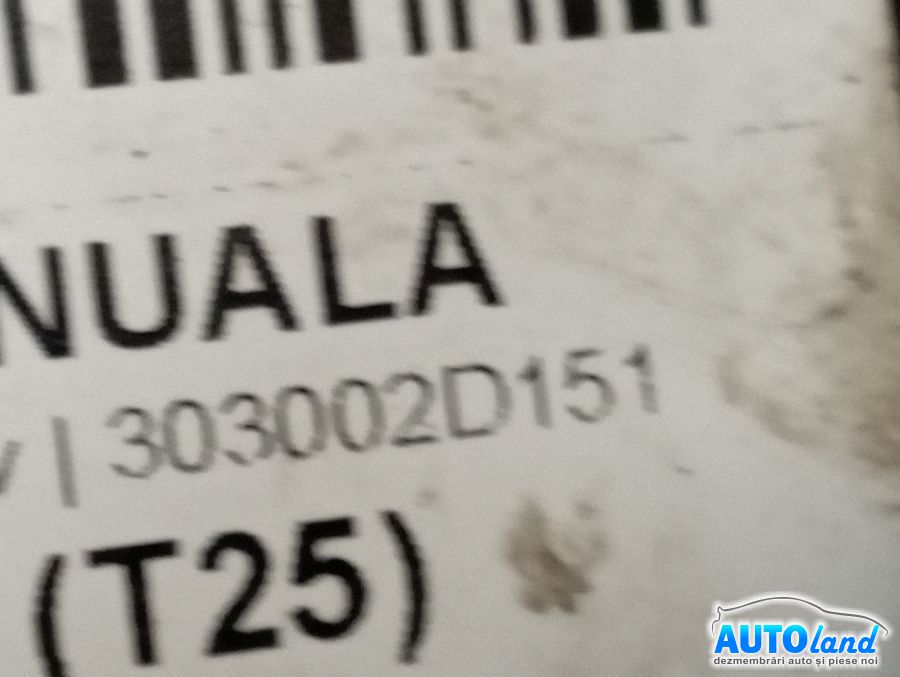 NUALA
| 303002D151
(T25)
AUTOland
dezmembrări auto și piese noi